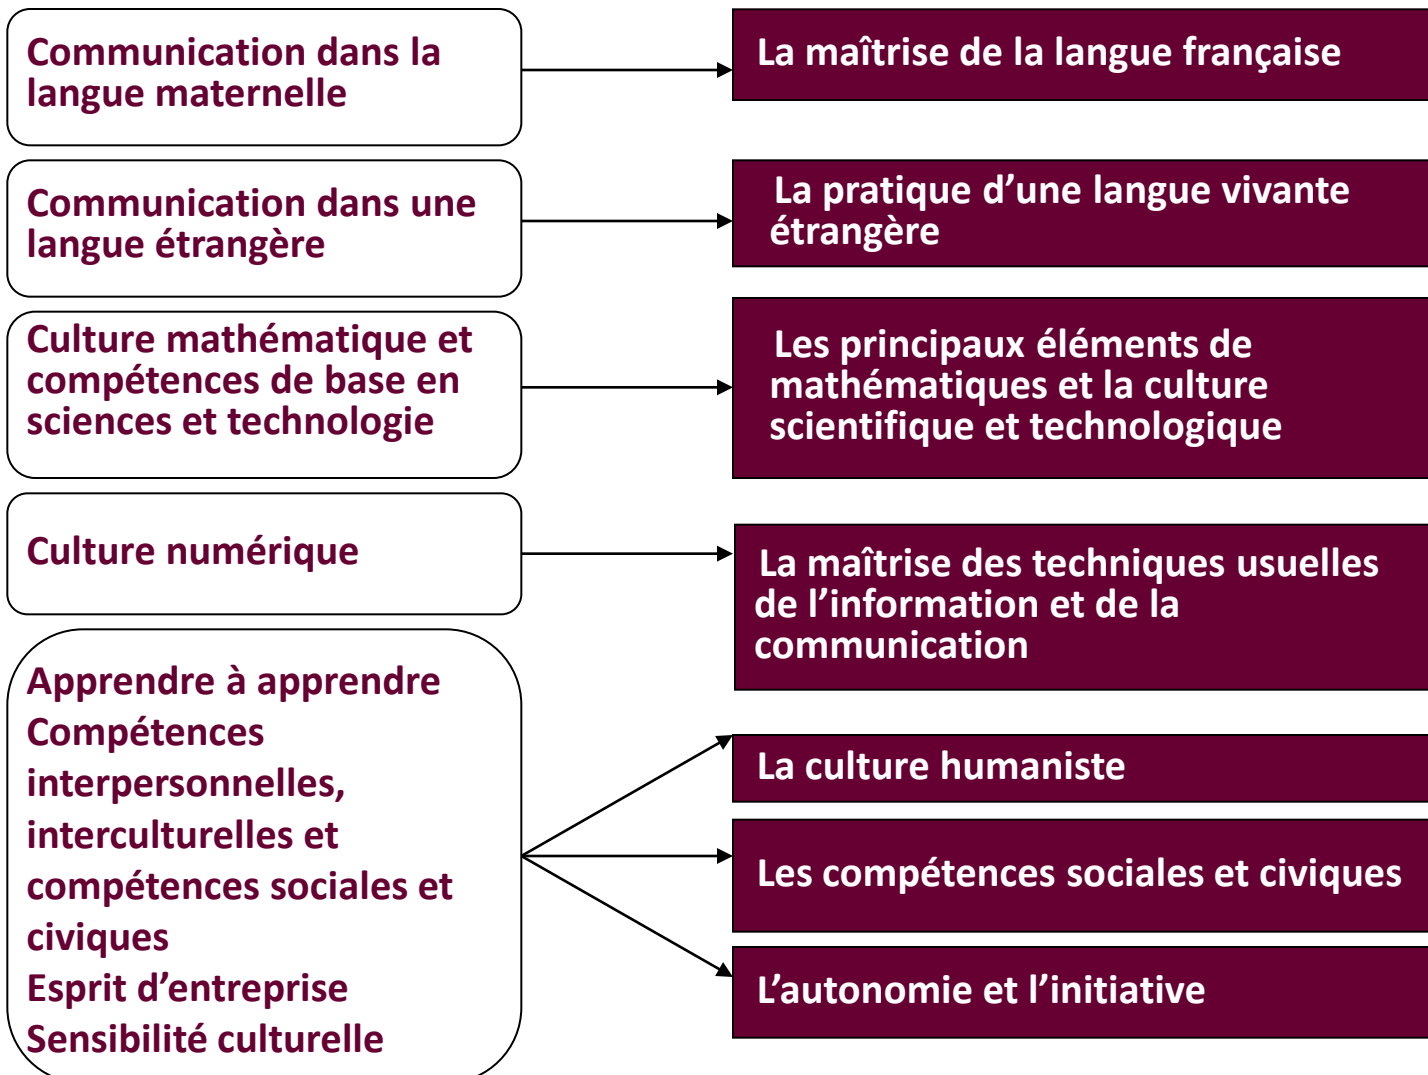 Communication dans la
langue maternelle
La maîtrise de la langue française
Communication dans une
langue étrangère
La pratique d’une langue vivante
étrangère
Culture mathématique et
compétences de base en
sciences et technologie
Les principaux éléments de
mathématiques et la culture
scientifique et technologique
Culture numérique
La maîtrise des techniques usuelles
de l’information et de la
communication
Apprendre à apprendre
Compétences
interpersonnelles,
interculturelles et
compétences sociales et
civiques
Esprit d’entreprise
Sensibilité culturelle
La culture humaniste
Les compétences sociales et civiques
L’autonomie et l’initiative